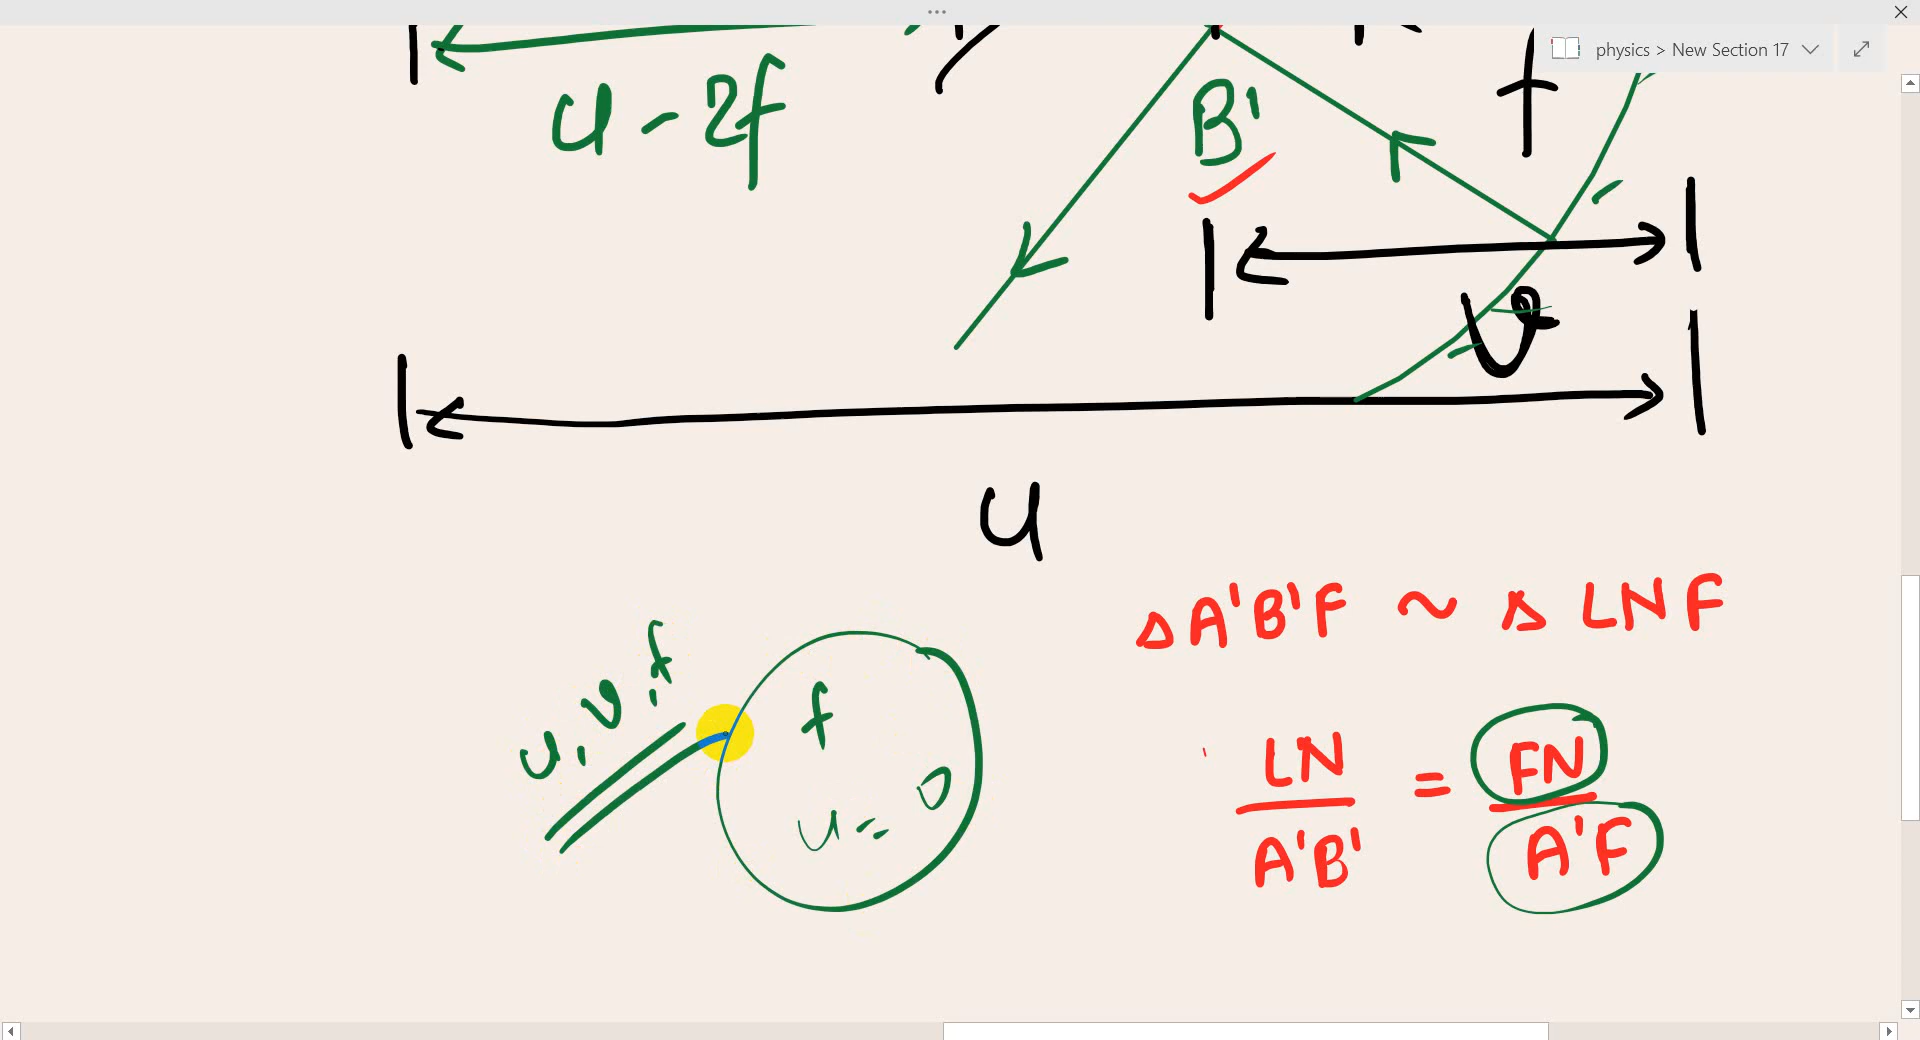 physics > New Section 17
u - 2f
B'
f
v
u
ΔA'B'F ~ Δ LNF
u, v, f
f
u = 0
LN/A'B' = FN/A'F